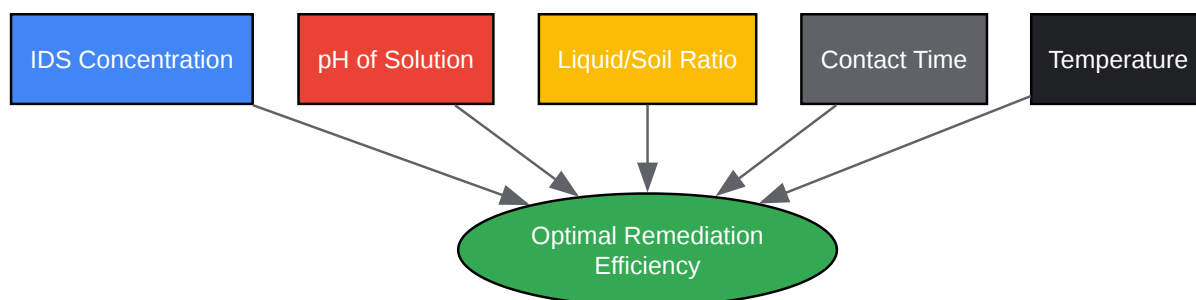 IDS Concentration
pH of Solution
Liquid/Soil Ratio
Contact Time
Temperature
Optimal Remediation
Efficiency